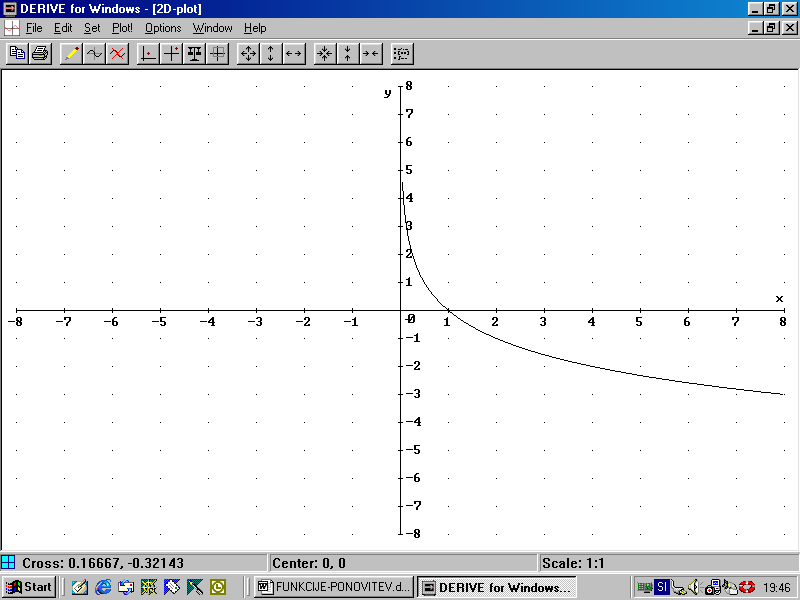 DERIVE for Windows - [2D-plot]
File Edit Set Plot! Options Window Help
y
8
7
6
5
4
3
2
1
x
-8 -7 -6 -5 -4 -3 -2 -1 0 1 2 3 4 5 6 7 8
-1
-2
-3
-4
-5
-6
-7
-8
Cross: 0.16667, -0.32143 Center: 0, 0 Scale: 1:1
Start FUNKCIJE-PONOVITEV.d... DERIVE for Windows... SI 19:46